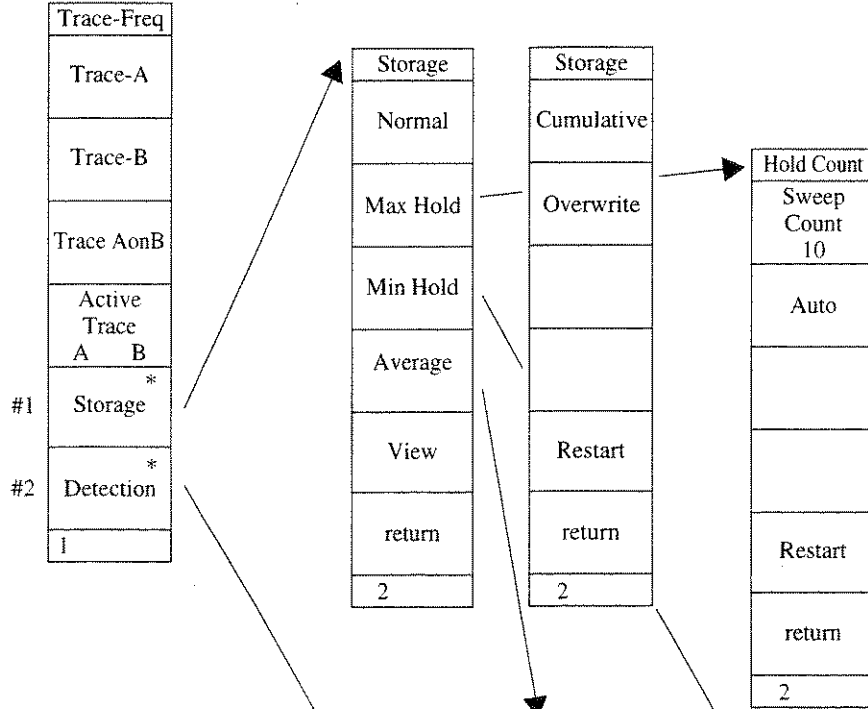 Trace-Freq
Trace-A
Trace-B
Trace AonB
Active
Trace
A B
*
#1 Storage
*
#2 Detection
1
Storage
Normal
Max Hold
Min Hold
Average
View
return
2
Storage
Cumulative
Overwrite
Restart
return
2
Hold Count
Sweep
Count
10
Auto
Restart
return
2